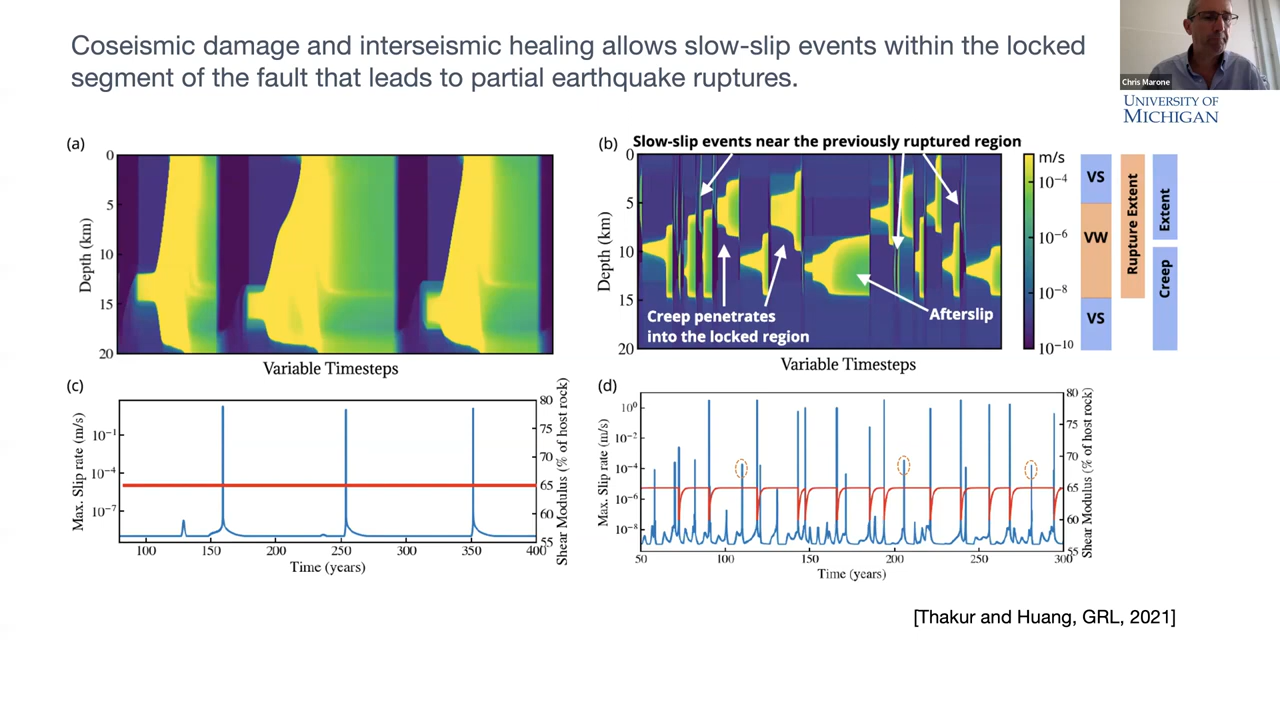 Coseismic damage and interseismic healing allows slow-slip events within the locked
segment of the fault that leads to partial earthquake ruptures.
Chris Marone
UNIVERSITY OF
MICHIGAN
(a)
0
5
10
15
20
Depth (km)
Variable Timesteps
(b)
Slow-slip events near the previously ruptured region
0
5
10
15
20
Depth (km)
Creep penetrates
into the locked region
Afterslip
Variable Timesteps
m/s
10⁻⁴
10⁻⁶
10⁻⁸
10⁻¹⁰
VS
VW
VS
Rupture Extent
Creep Extent
(c)
Max. Slip rate (m/s)
10⁻¹
10⁻⁴
10⁻⁷
80
75
70
65
60
55
Shear Modulus (% of host rock)
100
150
200
250
300
350
400
Time (years)
(d)
Max. Slip rate (m/s)
10⁰
10⁻²
10⁻⁴
10⁻⁶
10⁻⁸
80
75
70
65
60
55
Shear Modulus (% of host rock)
50
100
150
200
250
300
Time (years)
[Thakur and Huang, GRL, 2021]